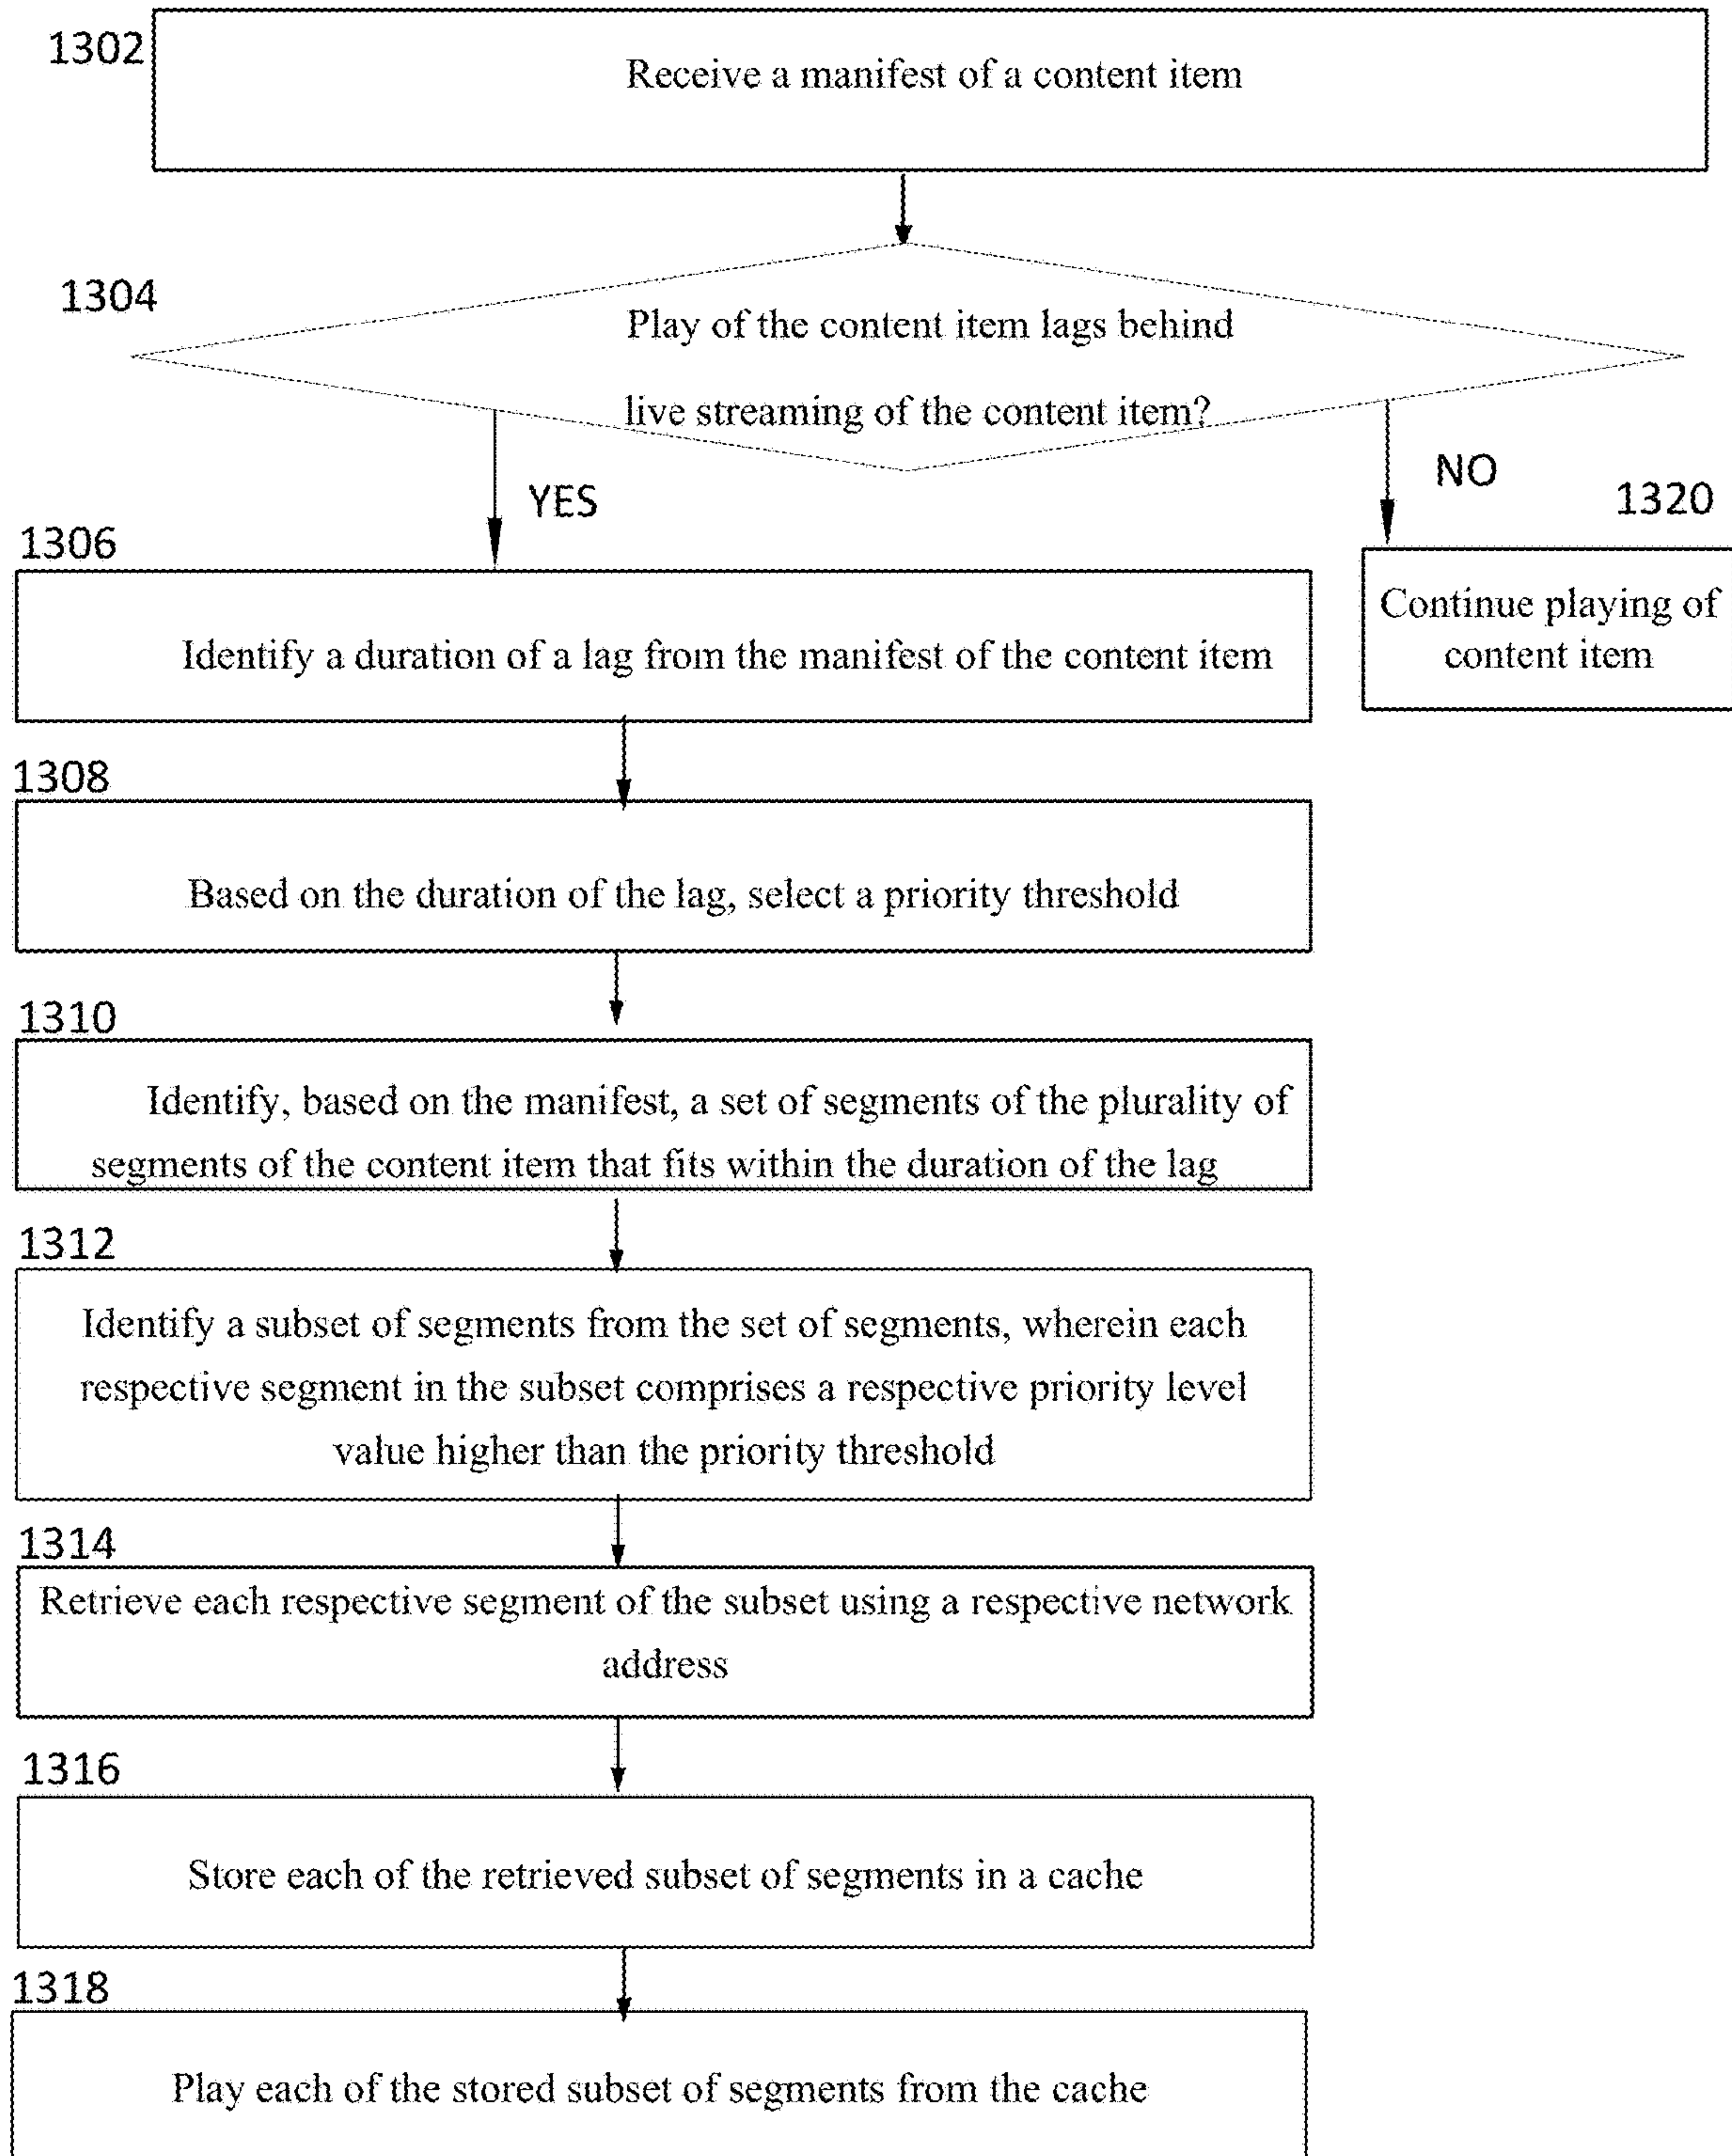 1302
Receive a manifest of a content item
1304
Play of the content item lags behind
live streaming of the content item?
YES
NO
1320
Continue playing of
content item
1306
Identify a duration of a lag from the manifest of the content item
1308
Based on the duration of the lag, select a priority threshold
1310
Identify, based on the manifest, a set of segments of the plurality of
segments of the content item that fits within the duration of the lag
1312
Identify a subset of segments from the set of segments, wherein each
respective segment in the subset comprises a respective priority level
value higher than the priority threshold
1314
Retrieve each respective segment of the subset using a respective network
address
1316
Store each of the retrieved subset of segments in a cache
1318
Play each of the stored subset of segments from the cache